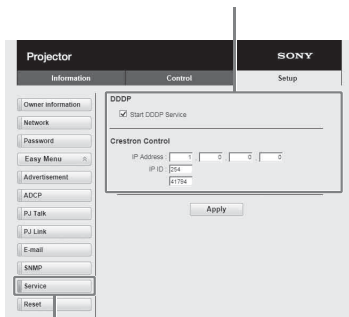 Projector SONY
Information Control Setup
Owner information
Network
Password
Easy Menu
Advertisement
ADCP
PJ Talk
PJ Link
E-mail
SNMP
Service
Reset
DDDP
Start DDDP Service
Crestron Control
IP Address : 1 . 0 . 0 . 0
IP ID : 254
41794
Apply